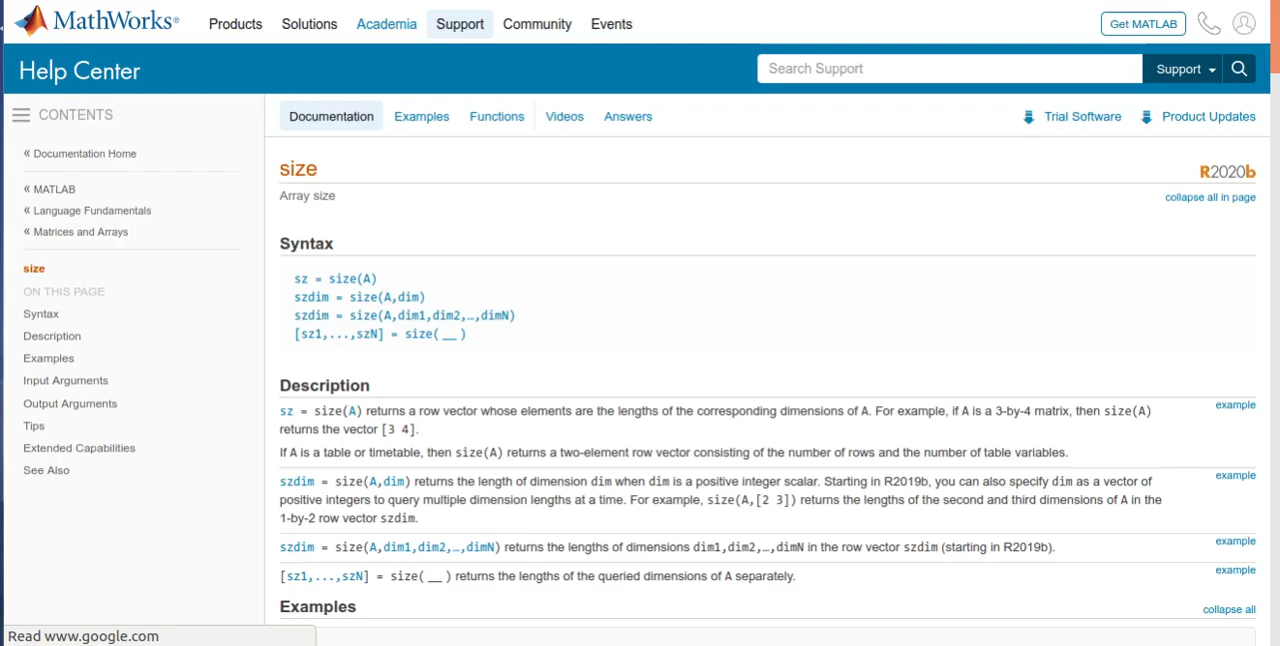 MathWorks®
Products Solutions Academia Support Community Events
Get MATLAB
Help Center
Search Support
Support
CONTENTS
« Documentation Home
« MATLAB
« Language Fundamentals
« Matrices and Arrays
size
ON THIS PAGE
Syntax
Description
Examples
Input Arguments
Output Arguments
Tips
Extended Capabilities
See Also
Documentation Examples Functions Videos Answers
Trial Software Product Updates
size
R2020b
Array size
collapse all in page
Syntax
sz = size(A)
szdim = size(A,dim)
szdim = size(A,dim1,dim2,…,dimN)
[sz1,...,szN] = size(__)
Description
sz = size(A) returns a row vector whose elements are the lengths of the corresponding dimensions of A. For example, if A is a 3-by-4 matrix, then size(A)
returns the vector [3 4].
example
If A is a table or timetable, then size(A) returns a two-element row vector consisting of the number of rows and the number of table variables.
szdim = size(A,dim) returns the length of dimension dim when dim is a positive integer scalar. Starting in R2019b, you can also specify dim as a vector of
positive integers to query multiple dimension lengths at a time. For example, size(A,[2 3]) returns the lengths of the second and third dimensions of A in the
1-by-2 row vector szdim.
example
szdim = size(A,dim1,dim2,…,dimN) returns the lengths of dimensions dim1,dim2,…,dimN in the row vector szdim (starting in R2019b).
example
[sz1,...,szN] = size(__) returns the lengths of the queried dimensions of A separately.
example
Examples
collapse all
Read www.google.com